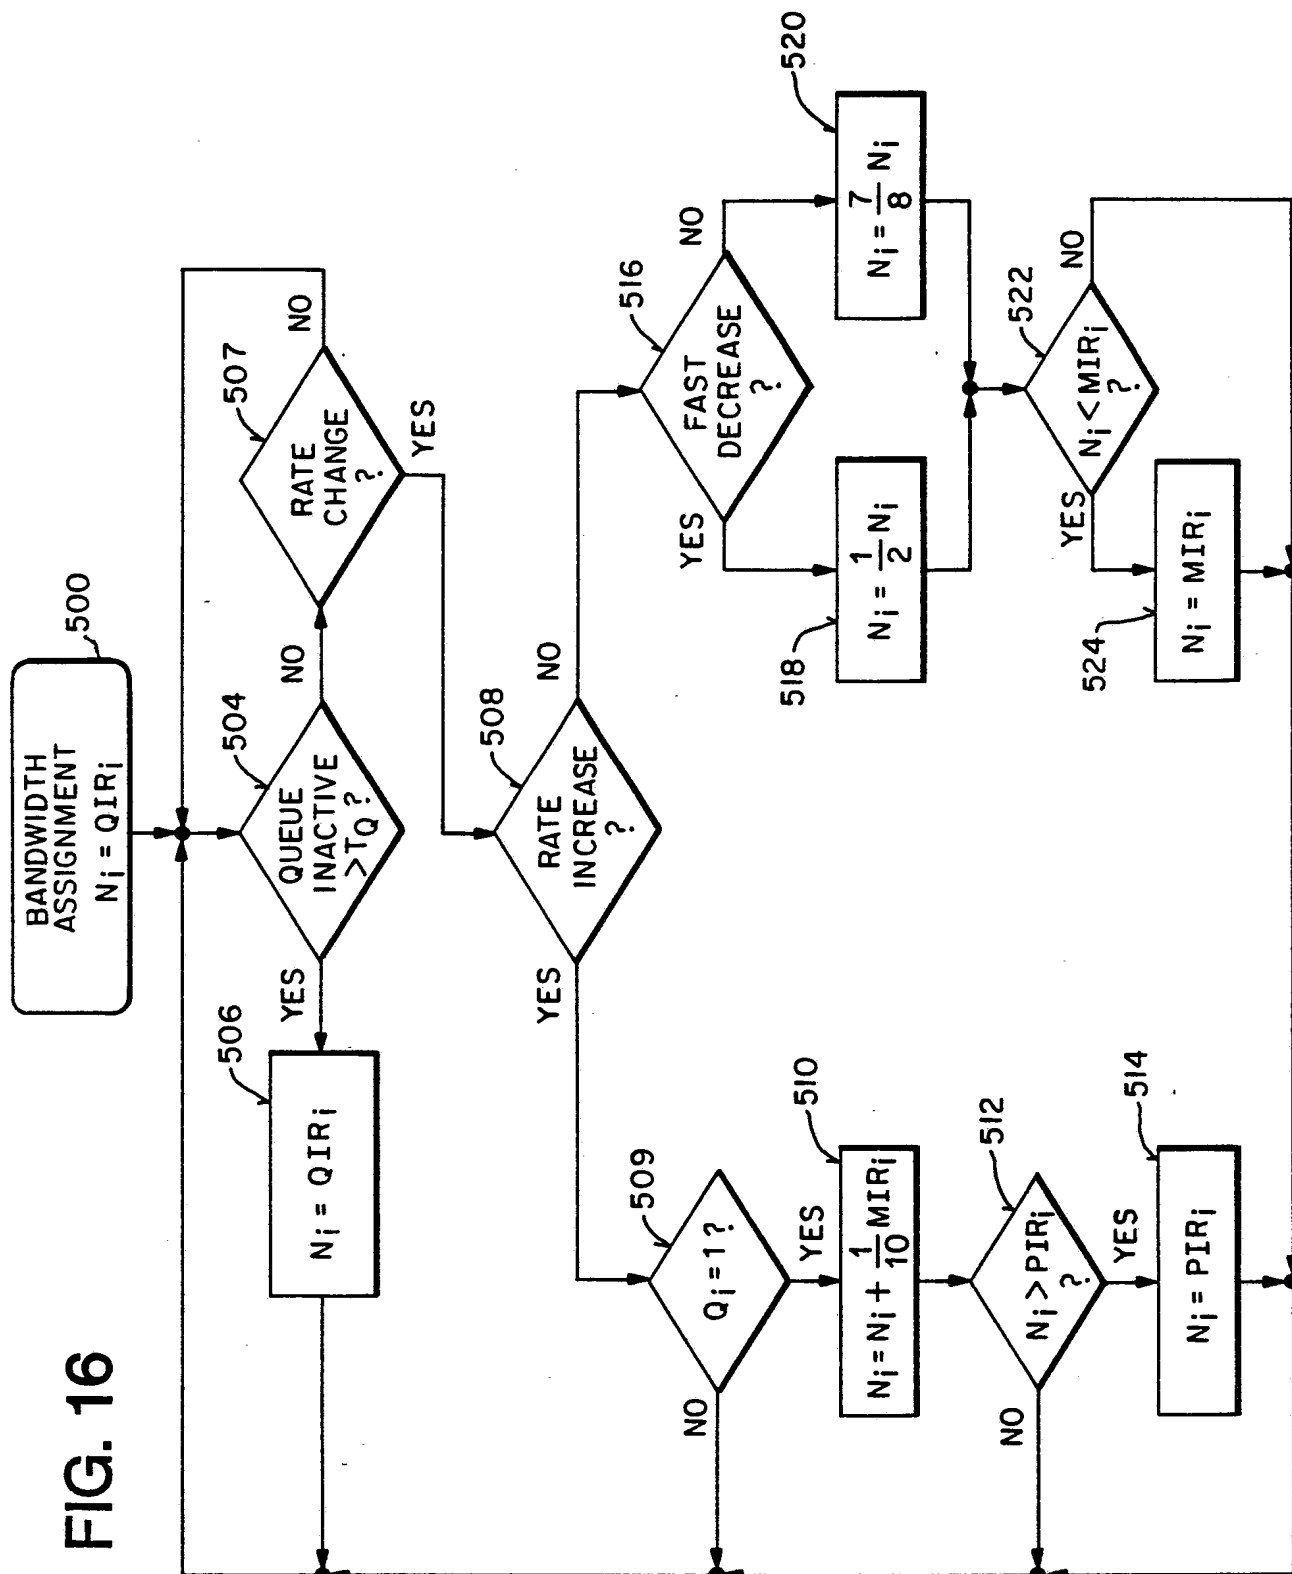 FIG. 16
BANDWIDTH
ASSIGNMENT
Ni = QIRi
500
QUEUE
INACTIVE
>TQ?
504
YES
NO
Ni = QIRi
506
RATE
CHANGE
?
507
NO
YES
RATE
INCREASE
?
508
YES
NO
Qi=1?
509
NO
YES
Ni=Ni + 1/10 MIRi
510
Ni>PIRi
?
512
NO
YES
Ni = PIRi
514
FAST
DECREASE
?
516
YES
NO
Ni = 1/2 Ni
518
Ni = 7/8 Ni
520
Ni<MIRi
?
522
YES
NO
Ni = MIRi
524